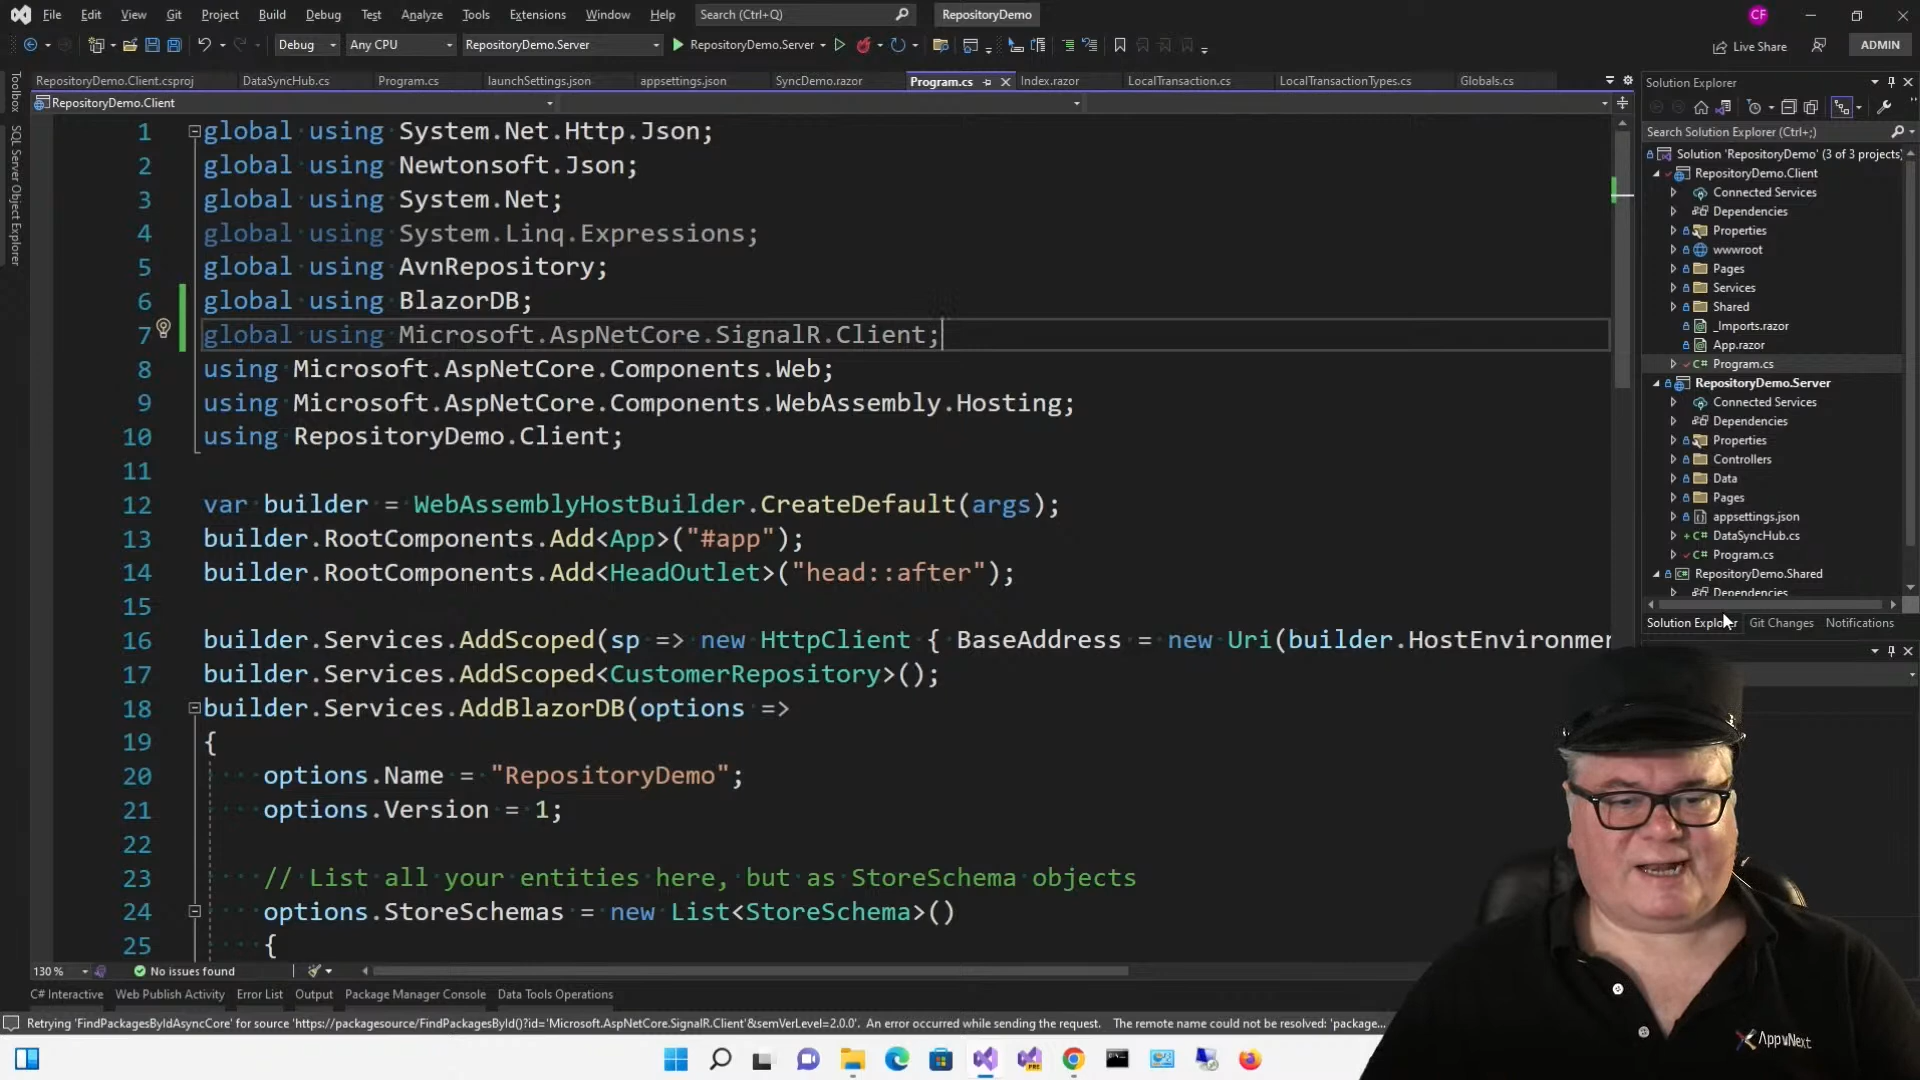 File Edit View Git Project Build Debug Test Analyze Tools Extensions Window Help Search (Ctrl+Q) RepositoryDemo CF
Debug Any CPU RepositoryDemo.Server RepositoryDemo.Server Live Share ADMIN
RepositoryDemo.Client.csproj DataSyncHub.cs Program.cs launchSettings.json appsettings.json SyncDemo.razor Program.cs Index.razor LocalTransaction.cs LocalTransactionTypes.cs Globals.cs
RepositoryDemo.Client
Toolbox
SQL Server Object Explorer
1 global using System.Net.Http.Json;
2 global using Newtonsoft.Json;
3 global using System.Net;
4 global using System.Linq.Expressions;
5 global using AvnRepository;
6 global using BlazorDB;
7 global using Microsoft.AspNetCore.SignalR.Client;
8 using Microsoft.AspNetCore.Components.Web;
9 using Microsoft.AspNetCore.Components.WebAssembly.Hosting;
10 using RepositoryDemo.Client;
11
12 var builder = WebAssemblyHostBuilder.CreateDefault(args);
13 builder.RootComponents.Add<App>("#app");
14 builder.RootComponents.Add<HeadOutlet>("head::after");
15
16 builder.Services.AddScoped(sp => new HttpClient { BaseAddress = new Uri(builder.HostEnvironmen
17 builder.Services.AddScoped<CustomerRepository>();
18 builder.Services.AddBlazorDB(options =>
19 {
20 options.Name = "RepositoryDemo";
21 options.Version = 1;
22
23 // List all your entities here, but as StoreSchema objects
24 options.StoreSchemas = new List<StoreSchema>()
25 {
Solution Explorer
Search Solution Explorer (Ctrl+;)
Solution 'RepositoryDemo' (3 of 3 projects)
RepositoryDemo.Client
Connected Services
Dependencies
Properties
wwwroot
Pages
Services
Shared
_Imports.razor
App.razor
C# Program.cs
RepositoryDemo.Server
Connected Services
Dependencies
Properties
Controllers
Data
Pages
appsettings.json
C# DataSyncHub.cs
C# Program.cs
RepositoryDemo.Shared
Dependencies
Solution Explorer Git Changes Notifications
130 % No issues found
C# Interactive Web Publish Activity Error List Output Package Manager Console Data Tools Operations
Retrying 'FindPackagesByIdAsyncCore' for source 'https://packagesource/FindPackagesById()?id='Microsoft.AspNetCore.SignalR.Client'&semVerLevel=2.0.0'. An error occurred while sending the request. The remote name could not be resolved: 'package...
PRE
AppvNext